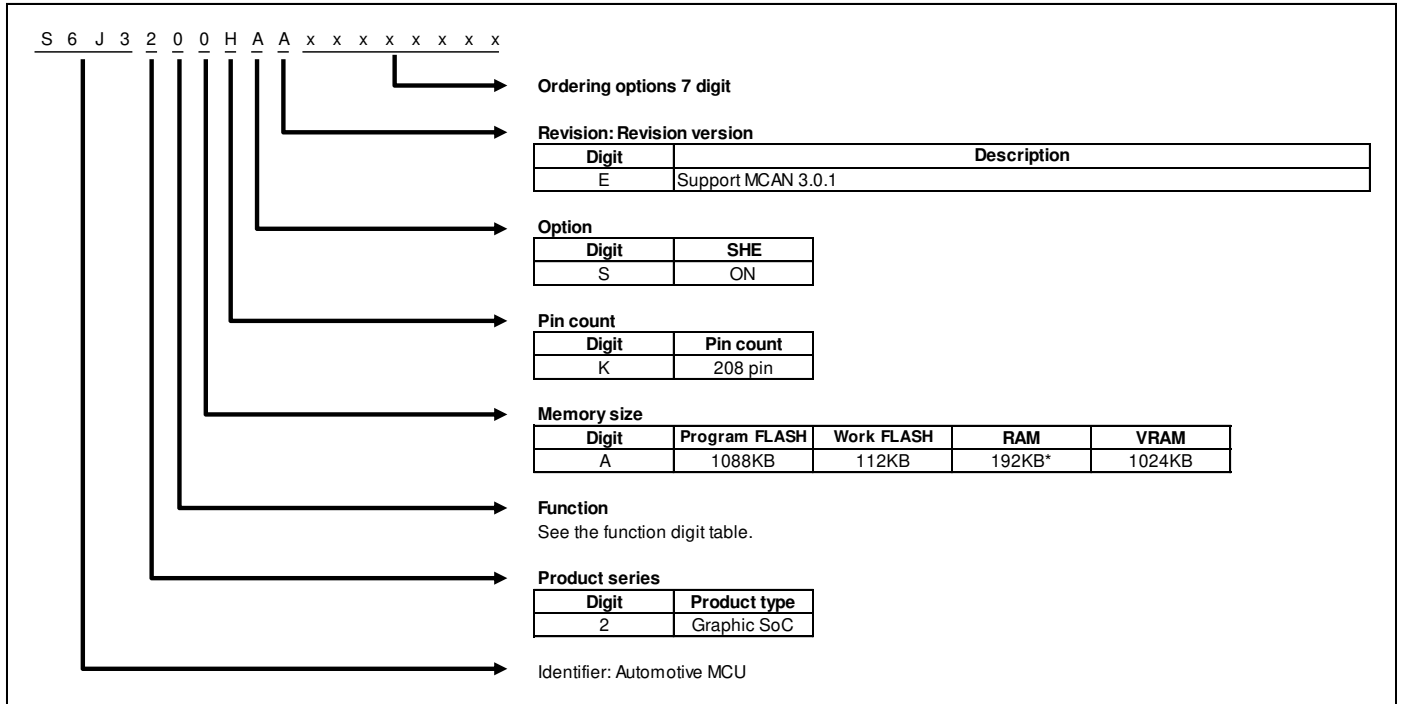 S 6 J 3 2 0 0 H A A x x x x x x x x
Ordering options 7 digit
Revision: Revision version
Digit Description
E Support MCAN 3.0.1
Option
Digit SHE
S ON
Pin count
Digit Pin count
K 208 pin
Memory size
Digit Program FLASH Work FLASH RAM VRAM
A 1088KB 112KB 192KB* 1024KB
Function
See the function digit table.
Product series
Digit Product type
2 Graphic SoC
Identifier: Automotive MCU